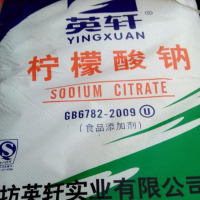 英轩®
YINGXUAN
柠檬酸钠
SODIUM CITRATE
GB6782-2009 Ⓤ
(食品添加剂)
坊英轩实业有限公司